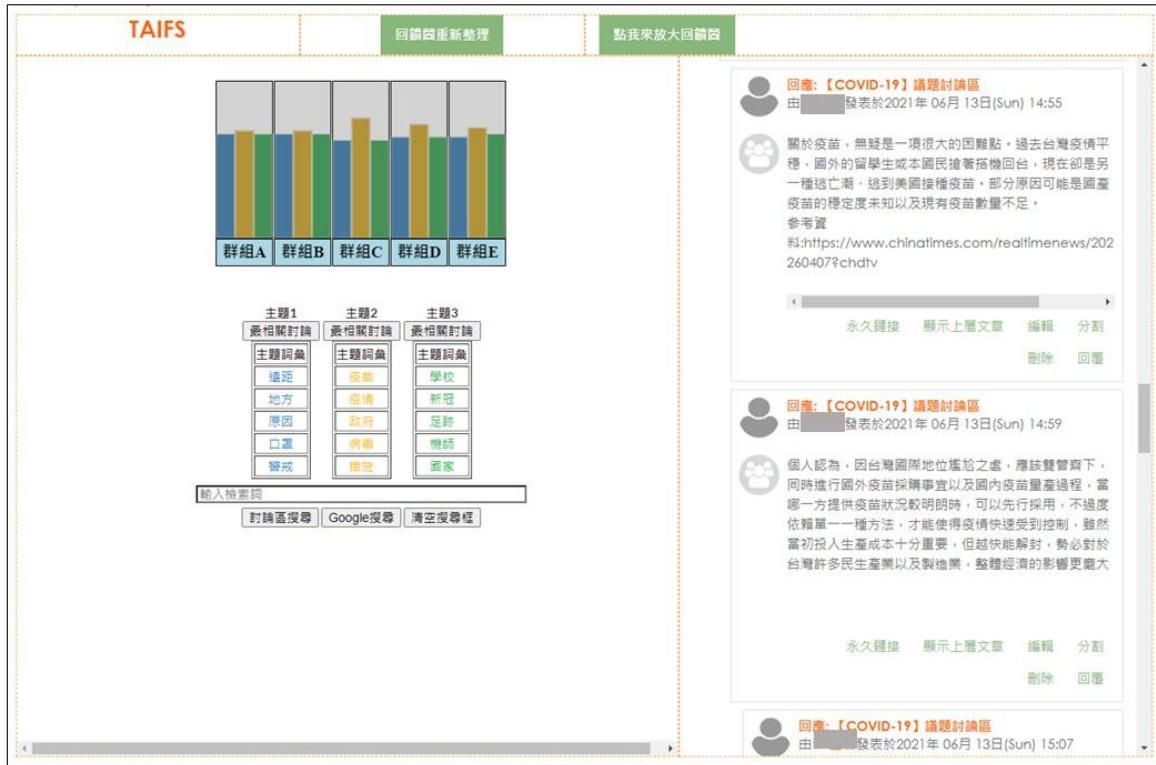 TAIFS
回饋區重新整理
點我來放大回饋區
群組A 群組B 群組C 群組D 群組E
主題1 主題2 主題3
最相關討論 最相關討論 最相關討論
主題詞彙 主題詞彙 主題詞彙
遠距 疫苗 學校
地方 疫情 新冠
原因 政府 足跡
口罩 病毒 機師
警戒 措施 國家
輸入檢索詞
討論區搜尋 Google搜尋 清空搜尋框
回應:【COVID-19】議題討論區
由 發表於2021年 06月 13日(Sun) 14:55
關於疫苗，無疑是一項很大的困難點。過去台灣疫情平
穩，國外的留學生或本國民搶著搭機回台，現在卻是另
一種逃亡潮、逃到美國接種疫苗。部分原因可能是國產
疫苗的穩定度未知以及現有疫苗數量不足。
參考資
料:https://www.chinatimes.com/realtimenews/202
260407?chdtv
永久鏈接 顯示上層文章 編輯 分割
刪除 回覆
回應:【COVID-19】議題討論區
由 發表於2021年 06月 13日(Sun) 14:59
個人認為，因台灣國際地位尷尬之處，應該雙管齊下，
同時進行國外疫苗採購事宜以及國內疫苗量產過程，當
哪一方提供疫苗狀況較明朗時，可以先行採用，不過度
依賴單一一種方法，才能使得疫情快速受到控制，雖然
當初投入生產成本十分重要，但越快能解封，勢必對於
台灣許多民生產業以及製造業，整體經濟的影響更龐大
永久鏈接 顯示上層文章 編輯 分割
刪除 回覆
回應:【COVID-19】議題討論區
由 發表於2021年 06月 13日(Sun) 15:07